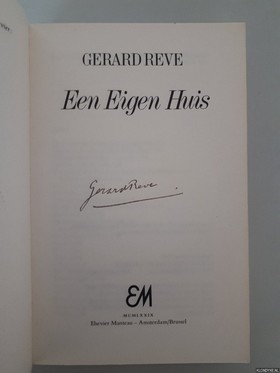 GERARD REVE
Een Eigen Huis
Gerard Reve.
EM
MCMLXXIX
Elsevier Manteau – Amsterdam/Brussel